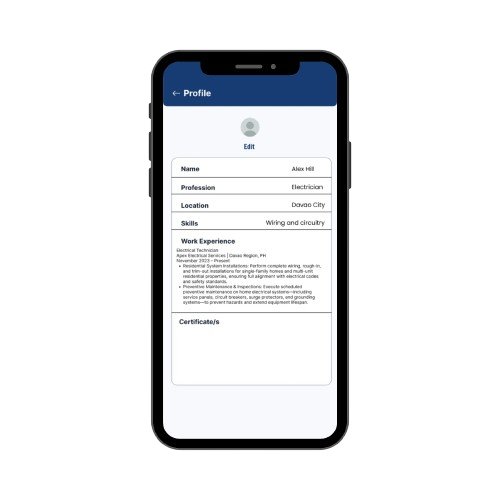 ← Profile
Edit
Name Alex Hill
Profession Electrician
Location Davao City
Skills Wiring and circuitry
Work Experience
Electrical Technician
Apex Electrical Services | Davao Region, PH
November 2023 - Present
• Residential System Installations: Perform complete wiring, rough-in,
and trim-out installations for single-family homes and multi-unit
residential properties, ensuring full alignment with electrical codes
and safety standards.
• Preventive Maintenance & Inspections: Execute scheduled
preventive maintenance on home electrical systems—including
service panels, circuit breakers, surge protectors, and grounding
systems—to prevent hazards and extend equipment lifespan.
Certificate/s